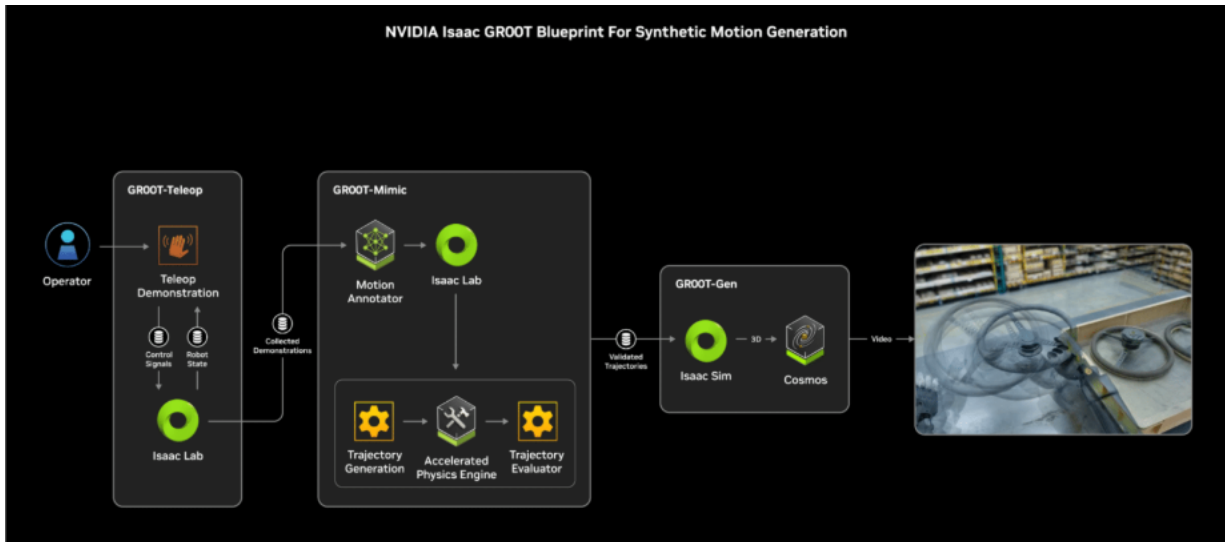 NVIDIA Isaac GR00T Blueprint For Synthetic Motion Generation
GR00T-Teleop
Operator
Teleop
Demonstration
Control
Signals
Robot
State
Isaac Lab
Collected
Demonstrations
GR00T-Mimic
Motion
Annotator
Isaac Lab
Trajectory
Generation
Accelerated
Physics Engine
Trajectory
Evaluator
Validated
Trajectories
GR00T-Gen
Isaac Sim
3D
Cosmos
Video